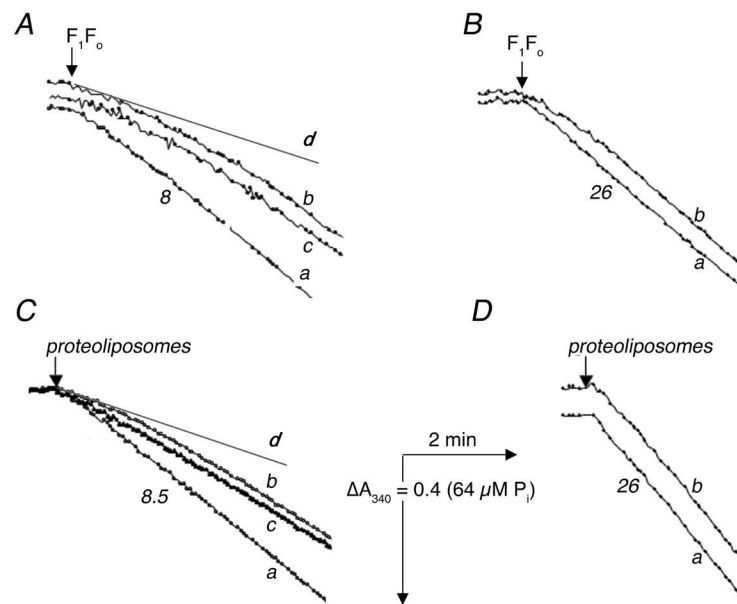 A
F₁Fₒ
d
b
8
c
a
B
F₁Fₒ
26
b
a
C
proteoliposomes
d
b
8.5
c
a
2 min
ΔA₃₄₀ = 0.4 (64 µM Pᵢ)
D
proteoliposomes
26
b
a